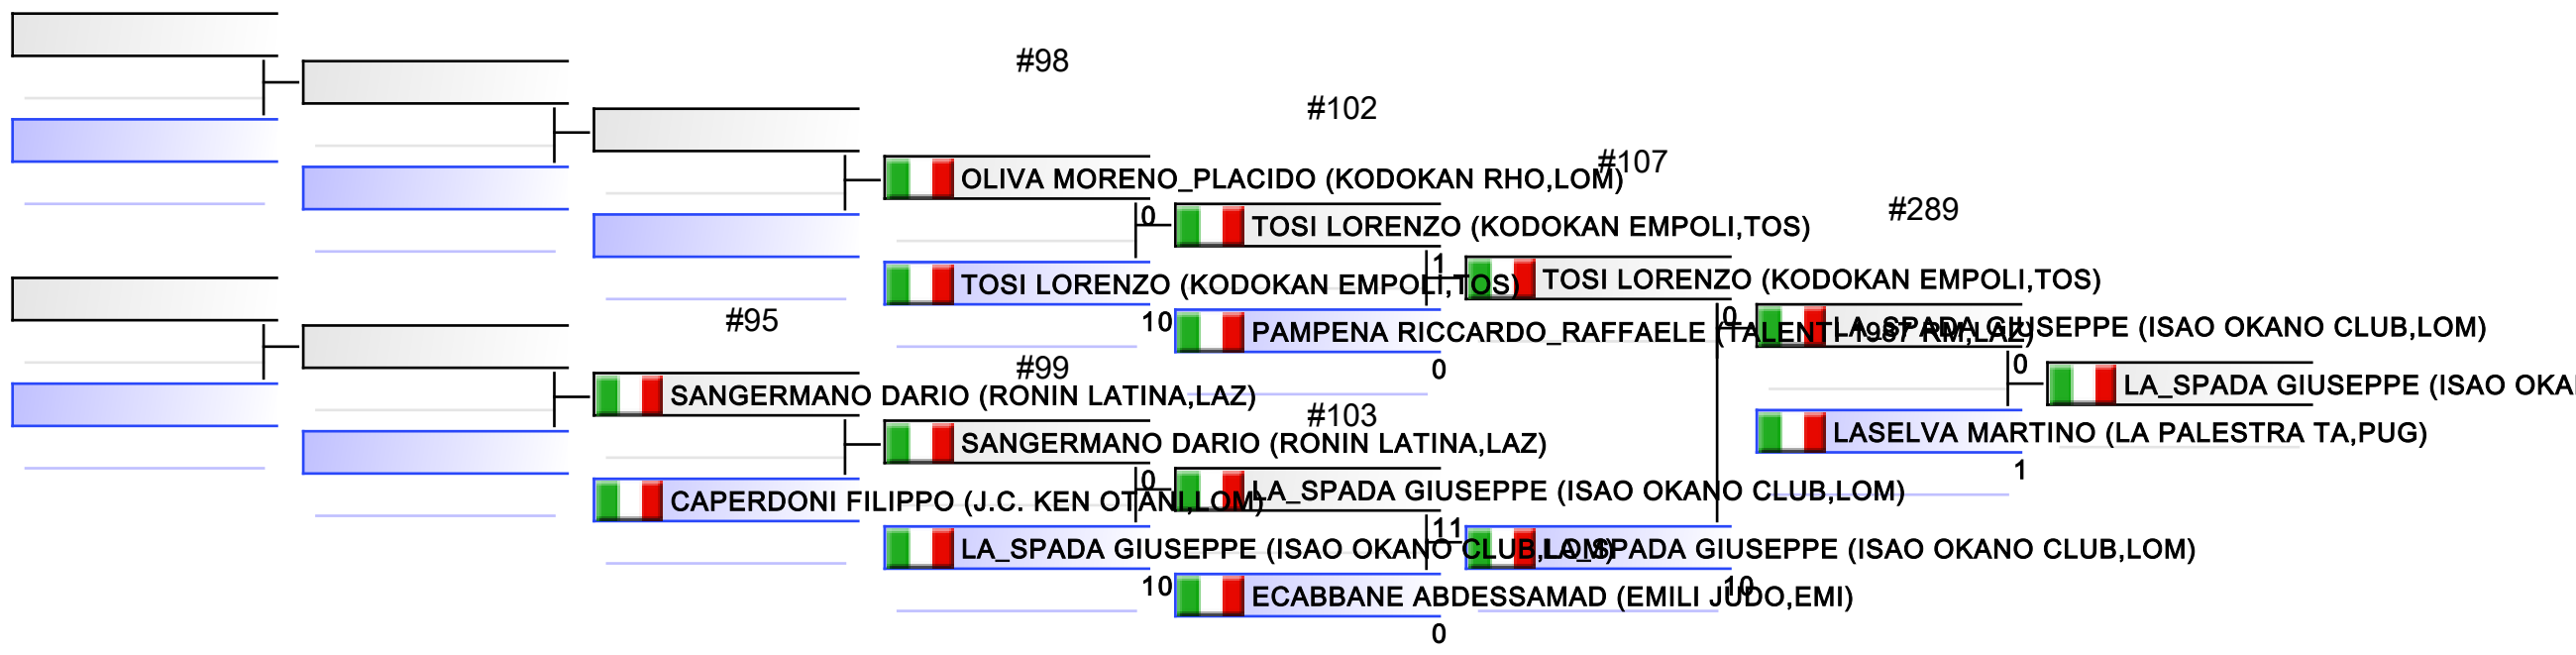 #98
#102
#107
OLIVA MORENO_PLACIDO (KODOKAN RHO,LOM)
#289
0
TOSI LORENZO (KODOKAN EMPOLI,TOS)
1
TOSI LORENZO (KODOKAN EMPOLI,TOS)
TOSI LORENZO (KODOKAN EMPOLI,TOS)
#95
10
0
PAMPENA RICCARDO_RAFFAELE (TALENTI 1987 RM,LAZ)
LA_SPADA GIUSEPPE (ISAO OKANO CLUB,LOM)
#99
0
0
LA_SPADA GIUSEPPE (ISAO OKA
SANGERMANO DARIO (RONIN LATINA,LAZ)
#103
LASELVA MARTINO (LA PALESTRA TA,PUG)
SANGERMANO DARIO (RONIN LATINA,LAZ)
1
0
LA_SPADA GIUSEPPE (ISAO OKANO CLUB,LOM)
CAPERDONI FILIPPO (J.C. KEN OTANI,LOM)
11
LA_SPADA GIUSEPPE (ISAO OKANO CLUB,LOM)
LA_SPADA GIUSEPPE (ISAO OKANO CLUB,LOM)
10
10
ECABBANE ABDESSAMAD (EMILI JUDO,EMI)
0